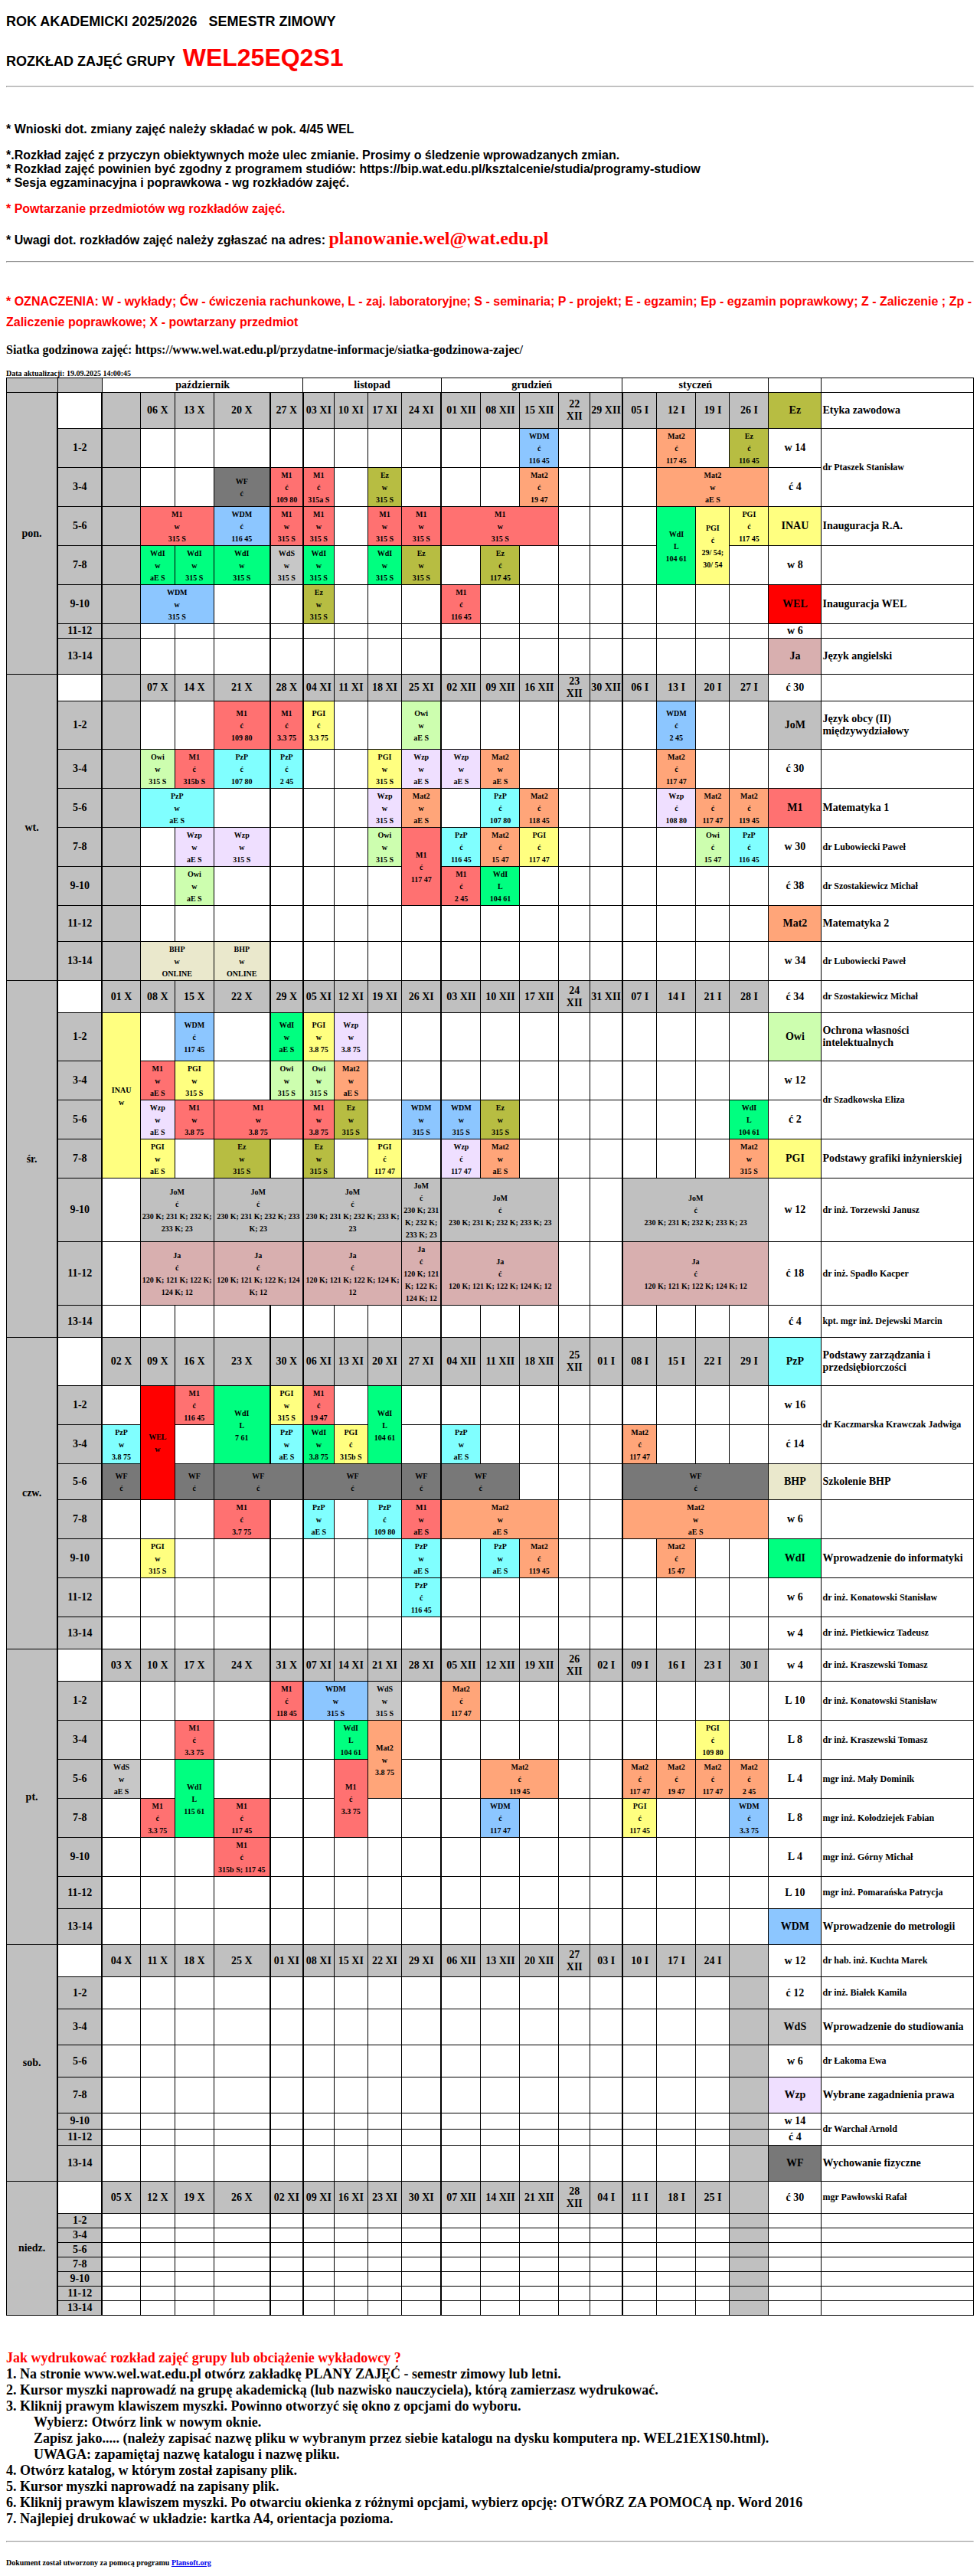 ROK AKADEMICKI 2025/2026 SEMESTR ZIMOWY
ROZKŁAD ZAJĘĆ GRUPY WEL25EQ2S1
* Wnioski dot. zmiany zajęć należy składać w pok. 4/45 WEL
*.Rozkład zajęć z przyczyn obiektywnych może ulec zmianie. Prosimy o śledzenie wprowadzanych zmian.
* Rozkład zajęć powinien być zgodny z programem studiów: https://bip.wat.edu.pl/ksztalcenie/studia/programy-studiow
* Sesja egzaminacyjna i poprawkowa - wg rozkładów zajęć.
* Powtarzanie przedmiotów wg rozkładów zajęć.
* Uwagi dot. rozkładów zajęć należy zgłaszać na adres: planowanie.wel@wat.edu.pl
* OZNACZENIA: W - wykłady; Ćw - ćwiczenia rachunkowe, L - zaj. laboratoryjne; S - seminaria; P - projekt; E - egzamin; Ep - egzamin poprawkowy; Z - Zaliczenie ; Zp -
Zaliczenie poprawkowe; X - powtarzany przedmiot
Siatka godzinowa zajęć: https://www.wel.wat.edu.pl/przydatne-informacje/siatka-godzinowa-zajec/
Data aktualizacji: 19.09.2025 14:00:45
październik listopad grudzień styczeń
pon. 06 X 13 X 20 X 27 X 03 XI 10 XI 17 XI 24 XI 01 XII 08 XII 15 XII 22 XII 29 XII 05 I 12 I 19 I 26 I Ez Etyka zawodowa
1-2 WDM ć 116 45 Mat2 ć 117 45 Ez ć 116 45 w 14 dr Ptaszek Stanisław
3-4 WF ć M1 ć 109 80 M1 ć 315a S Ez w 315 S Mat2 ć 19 47 Mat2 w aE S ć 4
5-6 M1 w 315 S WDM ć 116 45 M1 w 315 S M1 w 315 S M1 w 315 S M1 w 315 S M1 w 315 S WdI L 104 61 PGI ć 29/ 54; 30/ 54 PGI ć 117 45 INAU Inauguracja R.A.
7-8 WdI w aE S WdI w 315 S WdI w 315 S WdS w 315 S WdI w 315 S WdI w 315 S Ez w 315 S Ez ć 117 45 w 8
9-10 WDM w 315 S Ez w 315 S M1 ć 116 45 WEL Inauguracja WEL
11-12 w 6
13-14 Ja Język angielski
wt. 07 X 14 X 21 X 28 X 04 XI 11 XI 18 XI 25 XI 02 XII 09 XII 16 XII 23 XII 30 XII 06 I 13 I 20 I 27 I ć 30
1-2 M1 ć 109 80 M1 ć 3.3 75 PGI ć 3.3 75 Owi w aE S WDM ć 2 45 JoM Język obcy (II) międzywydziałowy
3-4 Owi w 315 S M1 ć 315b S PzP ć 107 80 PzP ć 2 45 PGI w 315 S Wzp w aE S Wzp w aE S Mat2 w aE S Mat2 ć 117 47 ć 30
5-6 PzP w aE S Wzp w 315 S Mat2 w aE S PzP ć 107 80 Mat2 ć 118 45 Wzp ć 108 80 Mat2 ć 117 47 Mat2 ć 119 45 M1 Matematyka 1
7-8 Wzp w aE S Wzp w 315 S Owi w 315 S M1 ć 117 47 PzP ć 116 45 Mat2 ć 15 47 PGI ć 117 47 Owi ć 15 47 PzP ć 116 45 w 30 dr Lubowiecki Paweł
9-10 Owi w aE S M1 ć 2 45 WdI L 104 61 ć 38 dr Szostakiewicz Michał
11-12 Mat2 Matematyka 2
13-14 BHP w ONLINE BHP w ONLINE w 34 dr Lubowiecki Paweł
śr. 01 X 08 X 15 X 22 X 29 X 05 XI 12 XI 19 XI 26 XI 03 XII 10 XII 17 XII 24 XII 31 XII 07 I 14 I 21 I 28 I ć 34 dr Szostakiewicz Michał
1-2 INAU w WDM ć 117 45 WdI w aE S PGI w 3.8 75 Wzp w 3.8 75 Owi Ochrona własności intelektualnych
3-4 M1 w aE S PGI w 315 S Owi w 315 S Owi w 315 S Mat2 w aE S w 12 dr Szadkowska Eliza
5-6 Wzp w aE S M1 w 3.8 75 M1 w 3.8 75 M1 w 3.8 75 Ez w 315 S WDM w 315 S WDM w 315 S Ez w 315 S WdI L 104 61 ć 2
7-8 PGI w aE S Ez w 315 S Ez w 315 S PGI ć 117 47 Wzp ć 117 47 Mat2 w aE S Mat2 w 315 S PGI Podstawy grafiki inżynierskiej
9-10 JoM ć 230 K; 231 K; 232 K; 233 K; 23 JoM ć 230 K; 231 K; 232 K; 233 K; 23 JoM ć 230 K; 231 K; 232 K; 233 K; 23 JoM ć 230 K; 231 K; 232 K; 233 K; 23 JoM ć 230 K; 231 K; 232 K; 233 K; 23 JoM ć 230 K; 231 K; 232 K; 233 K; 23 w 12 dr inż. Torzewski Janusz
11-12 Ja ć 120 K; 121 K; 122 K; 124 K; 12 Ja ć 120 K; 121 K; 122 K; 124 K; 12 Ja ć 120 K; 121 K; 122 K; 124 K; 12 Ja ć 120 K; 121 K; 122 K; 124 K; 12 Ja ć 120 K; 121 K; 122 K; 124 K; 12 Ja ć 120 K; 121 K; 122 K; 124 K; 12 ć 18 dr inż. Spadło Kacper
13-14 ć 4 kpt. mgr inż. Dejewski Marcin
czw. 02 X 09 X 16 X 23 X 30 X 06 XI 13 XI 20 XI 27 XI 04 XII 11 XII 18 XII 25 XII 01 I 08 I 15 I 22 I 29 I PzP Podstawy zarządzania i przedsiębiorczości
1-2 WEL w M1 ć 116 45 WdI L 7 61 PGI w 315 S M1 ć 19 47 WdI L 104 61 w 16 dr Kaczmarska Krawczak Jadwiga
3-4 PzP w 3.8 75 PzP w aE S WdI w 3.8 75 PGI ć 315b S PzP w aE S Mat2 ć 117 47 ć 14
5-6 WF ć WF ć WF ć WF ć WF ć WF ć WF ć BHP Szkolenie BHP
7-8 M1 ć 3.7 75 PzP w aE S PzP ć 109 80 M1 w aE S Mat2 w aE S Mat2 w aE S w 6
9-10 PGI w 315 S PzP w aE S PzP w aE S Mat2 ć 119 45 Mat2 ć 15 47 WdI Wprowadzenie do informatyki
11-12 PzP ć 116 45 w 6 dr inż. Konatowski Stanisław
13-14 w 4 dr inż. Pietkiewicz Tadeusz
pt. 03 X 10 X 17 X 24 X 31 X 07 XI 14 XI 21 XI 28 XI 05 XII 12 XII 19 XII 26 XII 02 I 09 I 16 I 23 I 30 I w 4 dr inż. Kraszewski Tomasz
1-2 M1 ć 118 45 WDM w 315 S WdS w 315 S Mat2 ć 117 47 L 10 dr inż. Konatowski Stanisław
3-4 M1 ć 3.3 75 WdI L 104 61 Mat2 w 3.8 75 PGI ć 109 80 L 8 dr inż. Kraszewski Tomasz
5-6 WdS w aE S WdI L 115 61 M1 ć 3.3 75 Mat2 ć 119 45 Mat2 ć 117 47 Mat2 ć 19 47 Mat2 ć 117 47 Mat2 ć 2 45 L 4 mgr inż. Mały Dominik
7-8 M1 ć 3.3 75 M1 ć 117 45 WDM ć 117 47 PGI ć 117 45 WDM ć 3.3 75 L 8 mgr inż. Kołodziejek Fabian
9-10 M1 ć 315b S; 117 45 L 4 mgr inż. Górny Michał
11-12 L 10 mgr inż. Pomarańska Patrycja
13-14 WDM Wprowadzenie do metrologii
sob. 04 X 11 X 18 X 25 X 01 XI 08 XI 15 XI 22 XI 29 XI 06 XII 13 XII 20 XII 27 XII 03 I 10 I 17 I 24 I w 12 dr hab. inż. Kuchta Marek
1-2 ć 12 dr inż. Białek Kamila
3-4 WdS Wprowadzenie do studiowania
5-6 w 6 dr Łakoma Ewa
7-8 Wzp Wybrane zagadnienia prawa
9-10 w 14 dr Warchał Arnold
11-12 ć 4
13-14 WF Wychowanie fizyczne
niedz. 05 X 12 X 19 X 26 X 02 XI 09 XI 16 XI 23 XI 30 XI 07 XII 14 XII 21 XII 28 XII 04 I 11 I 18 I 25 I ć 30 mgr Pawłowski Rafał
1-2
3-4
5-6
7-8
9-10
11-12
13-14
Jak wydrukować rozkład zajęć grupy lub obciążenie wykładowcy ?
1. Na stronie www.wel.wat.edu.pl otwórz zakładkę PLANY ZAJĘĆ - semestr zimowy lub letni.
2. Kursor myszki naprowadź na grupę akademicką (lub nazwisko nauczyciela), którą zamierzasz wydrukować.
3. Kliknij prawym klawiszem myszki. Powinno otworzyć się okno z opcjami do wyboru.
Wybierz: Otwórz link w nowym oknie.
Zapisz jako..... (należy zapisać nazwę pliku w wybranym przez siebie katalogu na dysku komputera np. WEL21EX1S0.html).
UWAGA: zapamiętaj nazwę katalogu i nazwę pliku.
4. Otwórz katalog, w którym został zapisany plik.
5. Kursor myszki naprowadź na zapisany plik.
6. Kliknij prawym klawiszem myszki. Po otwarciu okienka z różnymi opcjami, wybierz opcję: OTWÓRZ ZA POMOCĄ np. Word 2016
7. Najlepiej drukować w układzie: kartka A4, orientacja pozioma.
Dokument został utworzony za pomocą programu Plansoft.org